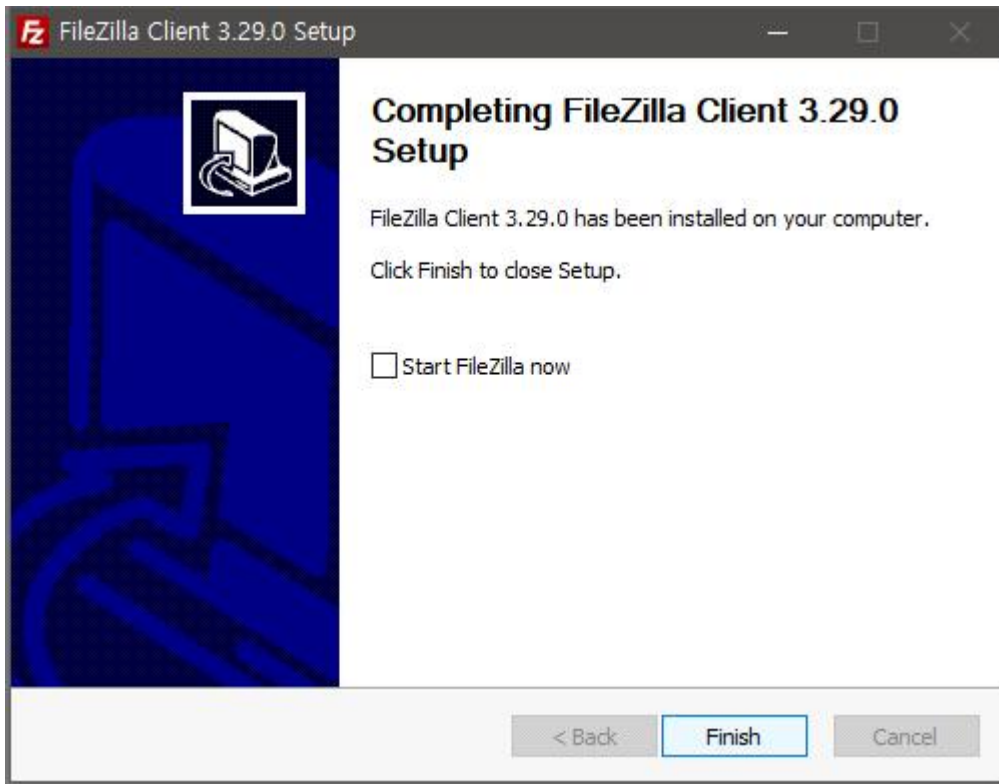 FileZilla Client 3.29.0 Setup
Completing FileZilla Client 3.29.0
Setup
FileZilla Client 3.29.0 has been installed on your computer.
Click Finish to close Setup.
Start FileZilla now
< Back Finish Cancel